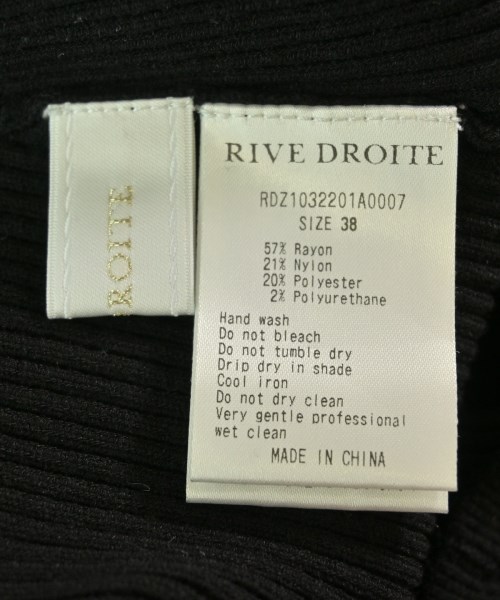 RIVE DROITE
RDZ1032201A0007
SIZE 38
57% Rayon
21% Nylon
20% Polyester
2% Polyurethane
Hand wash
Do not bleach
Do not tumble dry
Drip dry in shade
Cool iron
Do not dry clean
Very gentle professional
wet clean
MADE IN CHINA